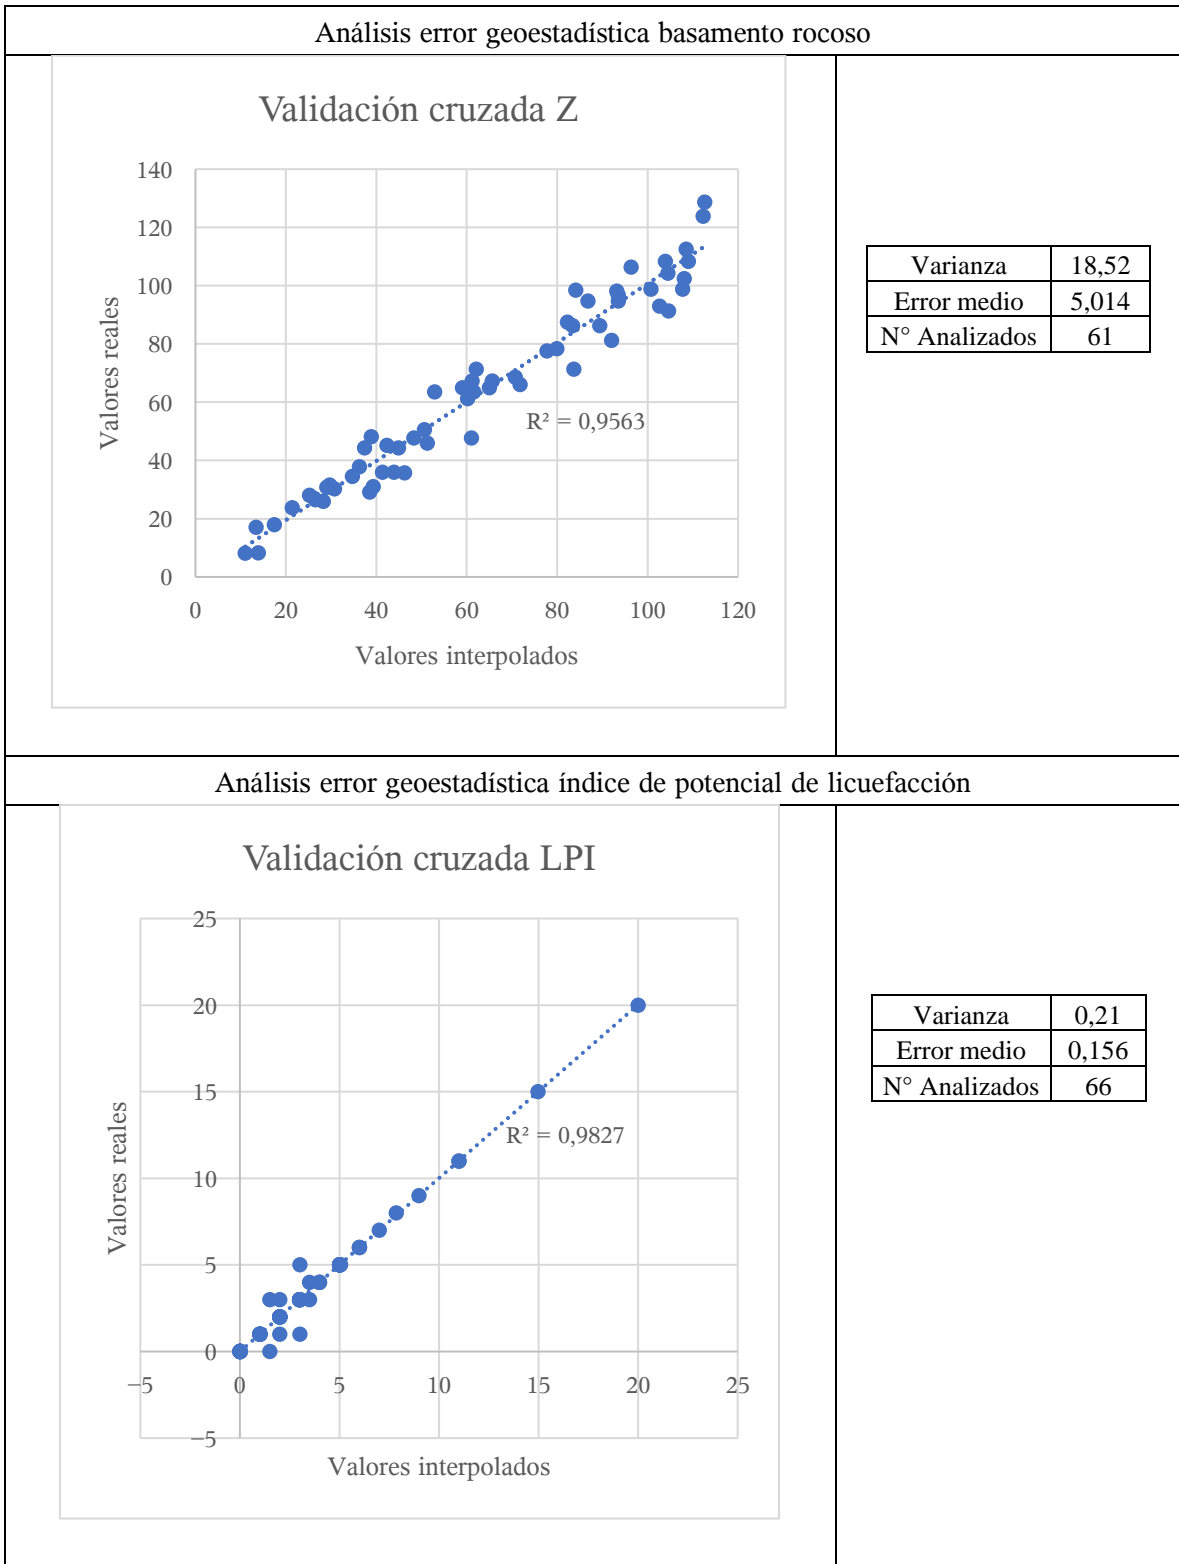 Análisis error geoestadística basamento rocoso
Validación cruzada Z
140
120
100
80
60
40
20
0
0 20 40 60 80 100 120
Valores reales
Valores interpolados
R² = 0,9563
Varianza 18,52
Error medio 5,014
N° Analizados 61
Análisis error geoestadística índice de potencial de licuefacción
Validación cruzada LPI
25
20
15
10
5
0
−5
−5 0 5 10 15 20 25
Valores reales
Valores interpolados
R² = 0,9827
Varianza 0,21
Error medio 0,156
N° Analizados 66